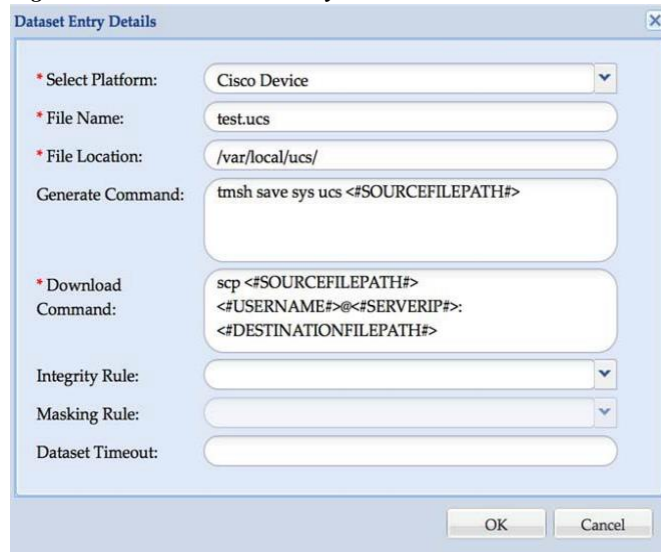 Dataset Entry Details
* Select Platform: Cisco Device
* File Name: test.ucs
* File Location: /var/local/ucs/
Generate Command: tmsh save sys ucs <#SOURCEFILEPATH#>
* Download Command: scp <#SOURCEFILEPATH#>
<#USERNAME#>@<#SERVERIP#>:
<#DESTINATIONFILEPATH#>
Integrity Rule:
Masking Rule:
Dataset Timeout:
OK Cancel